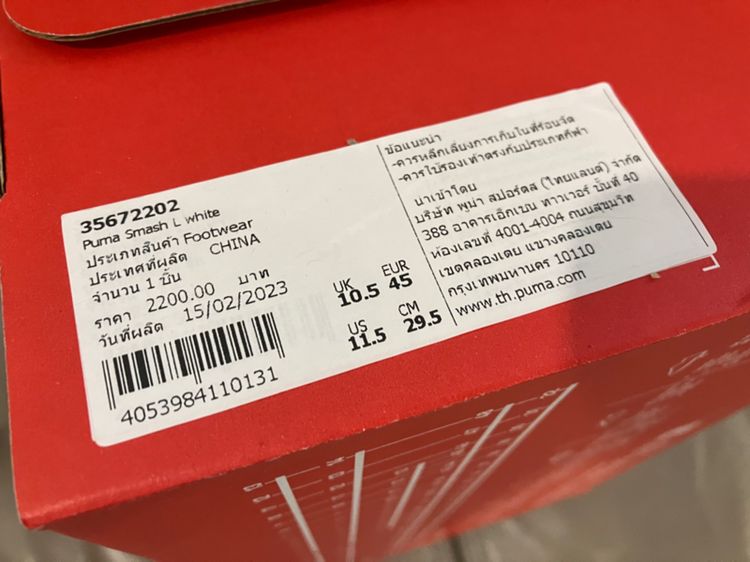 35672202
Puma Smash L white
ประเภทสินค้า Footwear
ประเทศที่ผลิต CHINA
จำนวน 1 ชิ้น
ราคา 2200.00 บาท
วันที่ผลิต 15/02/2023
4053984110131
UK EUR
10.5 45
US CM
11.5 29.5
ข้อแนะนำ
-ควรหลีกเลี่ยงการเก็บในที่ร้อนจัด
-ควรใช้รองเท้าตรงกับประเภทกีฬา
นำเข้าโดย
บริษัท พูม่า สปอร์ตส (ไทยแลนด์) จำกัด
388 อาคารเอ็กเชน ทาวเวอร์ ชั้นที่ 40
ห้องเลขที่ 4001-4004 ถนนสุขุมวิท
เขตคลองเตย แขวงคลองเตย
กรุงเทพมหานคร 10110
www.th.puma.com